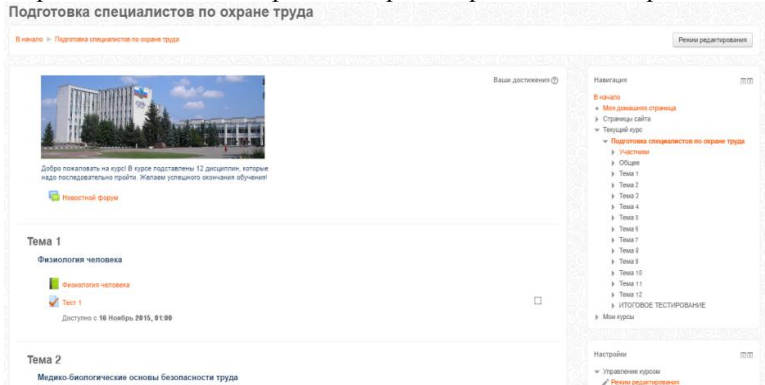 Подготовка специалистов по охране труда
В начало ► Подготовка специалистов по охране труда
Режим редактирования
Ваши достижения
Добро пожаловать на курс! В курсе подставлены 12 дисциплин, которые
надо последовательно пройти. Желаем успешного окончания обучения!
Новостной форум
Тема 1
Физиология человека
Физиология человека
Тест 1
Доступно с 16 Ноябрь 2015, 01:00
Тема 2
Медико-биологические основы безопасности труда
Навигация
В начало
Моя домашняя страница
Страницы сайта
Текущий курс
Подготовка специалистов по охране труда
Участники
Общее
Тема 1
Тема 2
Тема 3
Тема 4
Тема 5
Тема 6
Тема 7
Тема 8
Тема 9
Тема 10
Тема 11
Тема 12
ИТОГОВОЕ ТЕСТИРОВАНИЕ
Мои курсы
Настройки
Управление курсом
Режим редактирования